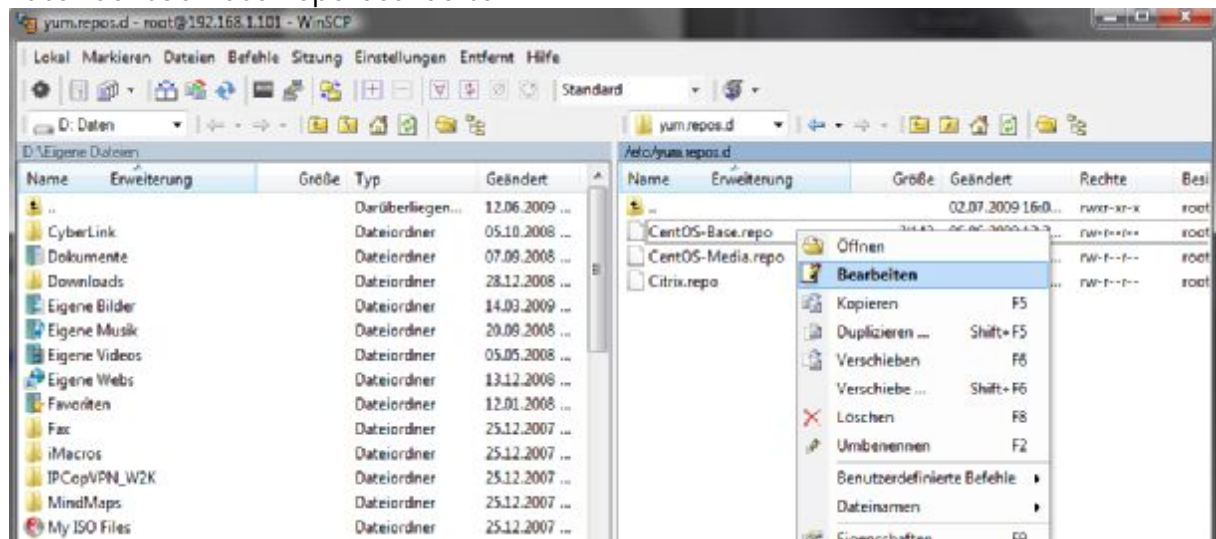 yum.repos.d - root@192.168.1.101 - WinSCP
Lokal Markieren Dateien Befehle Sitzung Einstellungen Entfernt Hilfe
Standard
D: Daten
yum.repos.d
D:\Eigene Dateien
/etc/yum.repos.d
Name Erweiterung Größe Typ Geändert
Name Erweiterung Größe Geändert Rechte Besi
.. Darüberliegen... 12.06.2009 ...
.. 02.07.2009 16:0... rwxr-xr-x root
CyberLink Dateiordner 05.10.2008 ...
CentOS-Base.repo rw-r--r-- root
Dokumente Dateiordner 07.09.2008 ...
CentOS-Media.repo rw-r--r-- root
Downloads Dateiordner 28.12.2008 ...
Citrix.repo rw-r--r-- root
Eigene Bilder Dateiordner 14.03.2009 ...
Eigene Musik Dateiordner 20.09.2008 ...
Eigene Videos Dateiordner 05.05.2008 ...
Eigene Webs Dateiordner 13.12.2008 ...
Favoriten Dateiordner 12.01.2008 ...
Fax Dateiordner 25.12.2007 ...
iMacros Dateiordner 25.12.2007 ...
IPCopVPN_W2K Dateiordner 25.12.2007 ...
MindMaps Dateiordner 25.12.2007 ...
My ISO Files Dateiordner 25.12.2007 ...
Öffnen
Bearbeiten
Kopieren F5
Duplizieren ... Shift+F5
Verschieben F6
Verschiebe ... Shift+F6
Löschen F8
Umbenennen F2
Benutzerdefinierte Befehle
Dateinamen
Eigenschaften F9